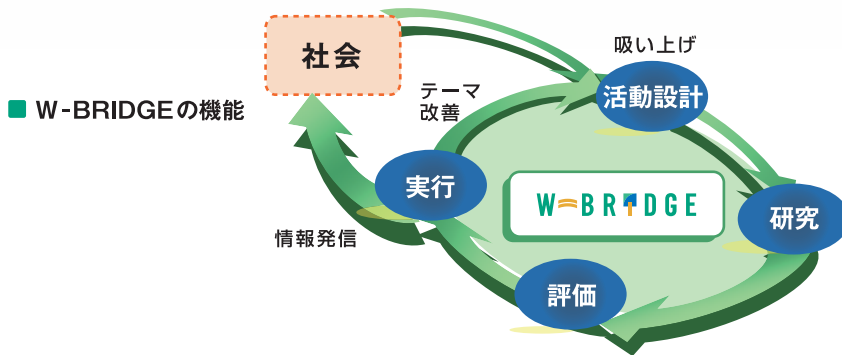 ■ W-BRIDGEの機能
社会
吸い上げ
テーマ
改善
活動設計
実行
W-BRIDGE
研究
情報発信
評価